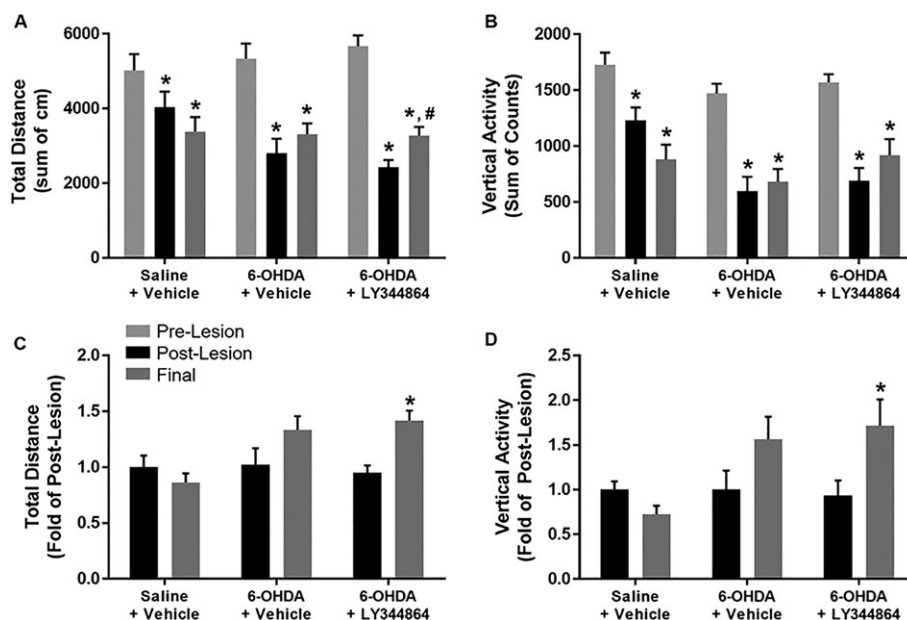 A
Total Distance
(sum of cm)
6000
4000
2000
0
*
*
*
*
*
*, #
Saline
+ Vehicle
6-OHDA
+ Vehicle
6-OHDA
+ LY344864
B
Vertical Activity
(Sum of Counts)
2000
1500
1000
500
0
*
*
*
*
*
*
Saline
+ Vehicle
6-OHDA
+ Vehicle
6-OHDA
+ LY344864
C
Pre-Lesion
Post-Lesion
Final
Total Distance
(Fold of Post-Lesion)
2.0
1.5
1.0
0.5
0.0
*
Saline
+ Vehicle
6-OHDA
+ Vehicle
6-OHDA
+ LY344864
D
Vertical Activity
(Fold of Post-Lesion)
2.5
2.0
1.5
1.0
0.5
0.0
*
Saline
+ Vehicle
6-OHDA
+ Vehicle
6-OHDA
+ LY344864